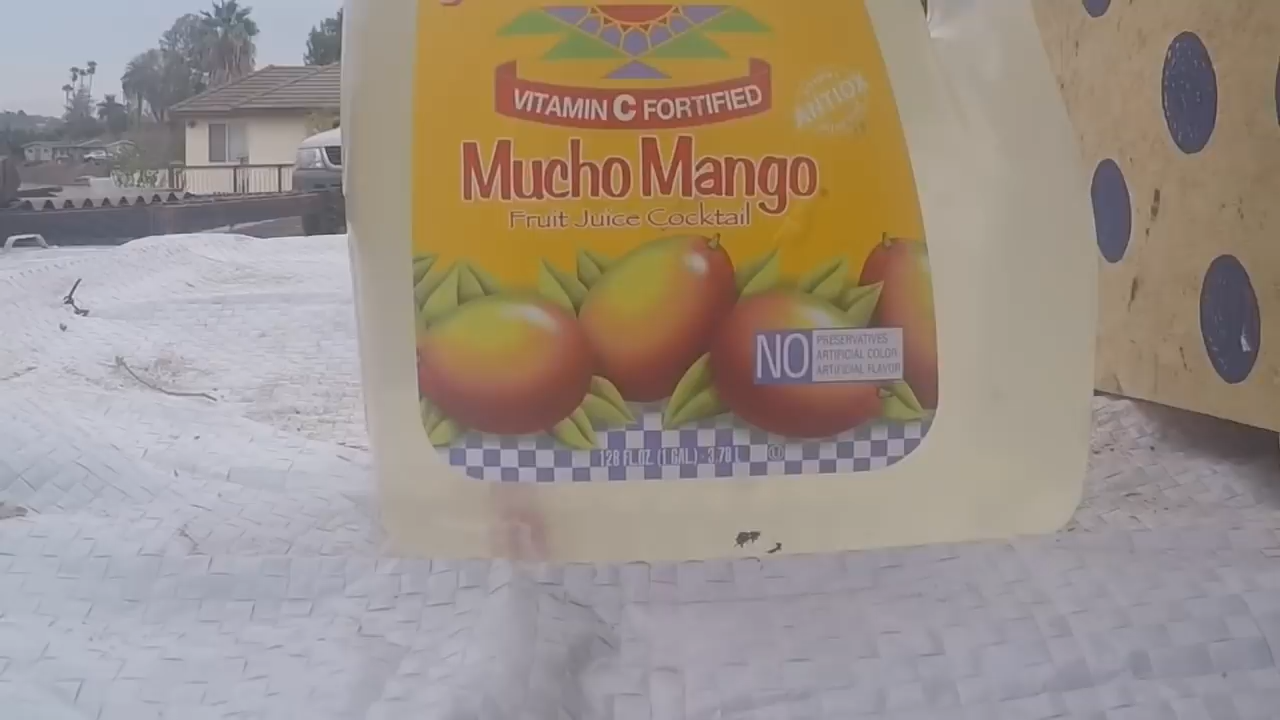 VITAMIN C FORTIFIED
ANTIOX
Mucho Mango
Fruit Juice Cocktail
NO
PRESERVATIVES
ARTIFICIAL COLOR
ARTIFICIAL FLAVOR
128 FL.OZ. (1 GAL.) - 3.78 L